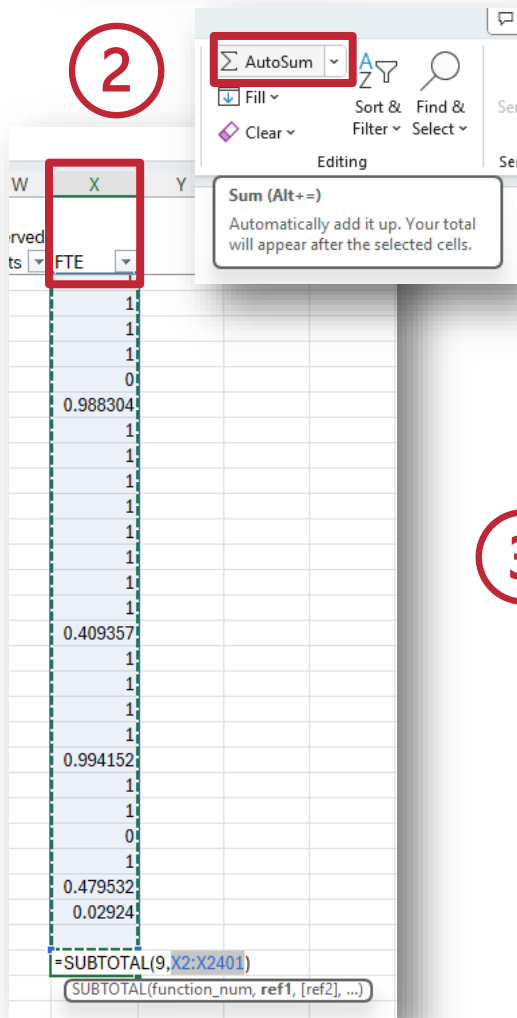 2
AutoSum
Fill
Clear
Sort & Filter
Find & Select
Editing
Sum (Alt+=)
Automatically add it up. Your total
will appear after the selected cells.
W X Y
erved
ts FTE
1
1
1
1
0
0.988304
1
1
1
1
1
1
1
1
0.409357
1
1
1
1
0.994152
1
1
0
1
0.479532
0.02924
=SUBTOTAL(9,X2:X2401)
SUBTOTAL(function_num, ref1, [ref2], ...)